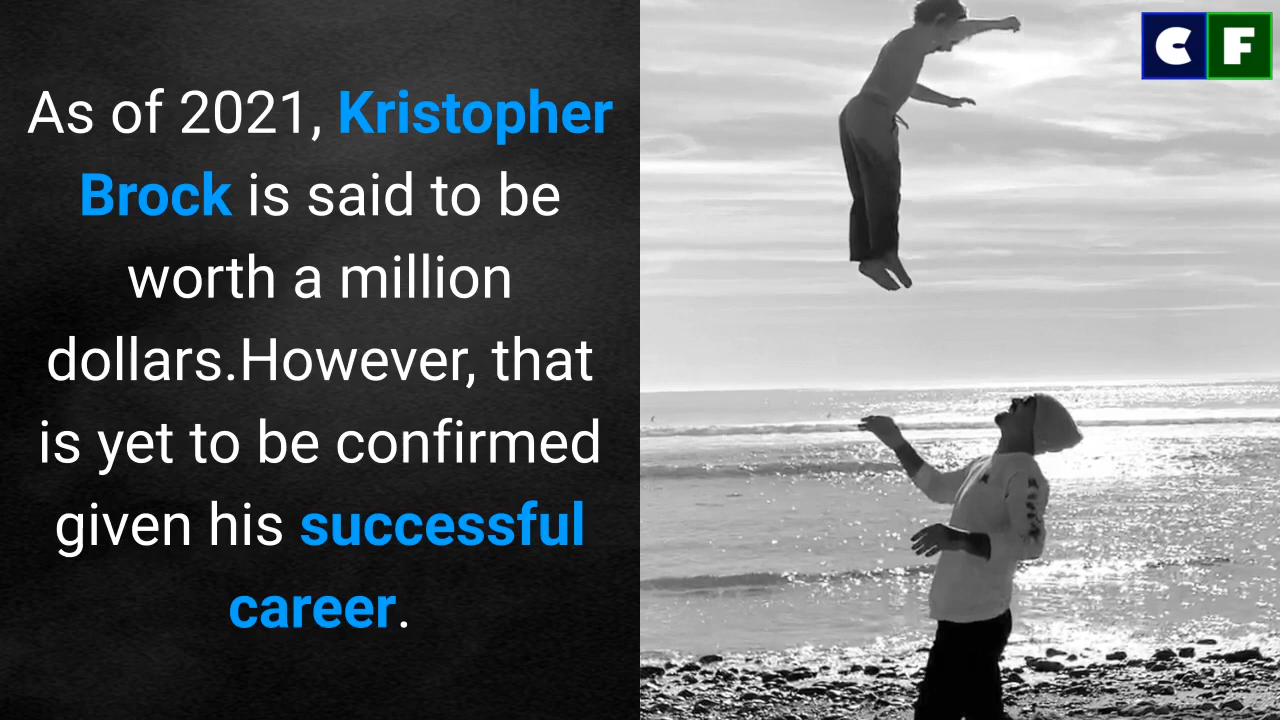 As of 2021, Kristopher
Brock is said to be
worth a million
dollars.However, that
is yet to be confirmed
given his successful
career.
C F